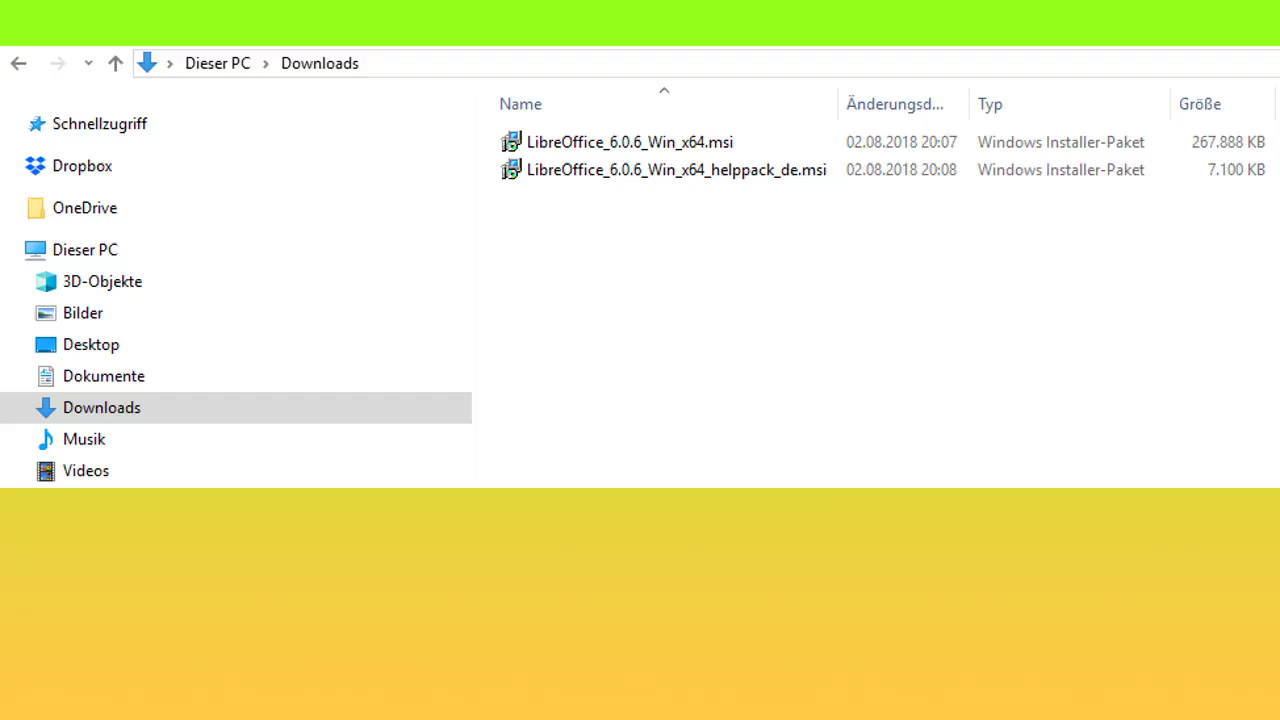 Dieser PC > Downloads
Schnellzugriff
Dropbox
OneDrive
Dieser PC
3D-Objekte
Bilder
Desktop
Dokumente
Downloads
Musik
Videos
Name Änderungsd... Typ Größe
LibreOffice_6.0.6_Win_x64.msi 02.08.2018 20:07 Windows Installer-Paket 267.888 KB
LibreOffice_6.0.6_Win_x64_helppack_de.msi 02.08.2018 20:08 Windows Installer-Paket 7.100 KB